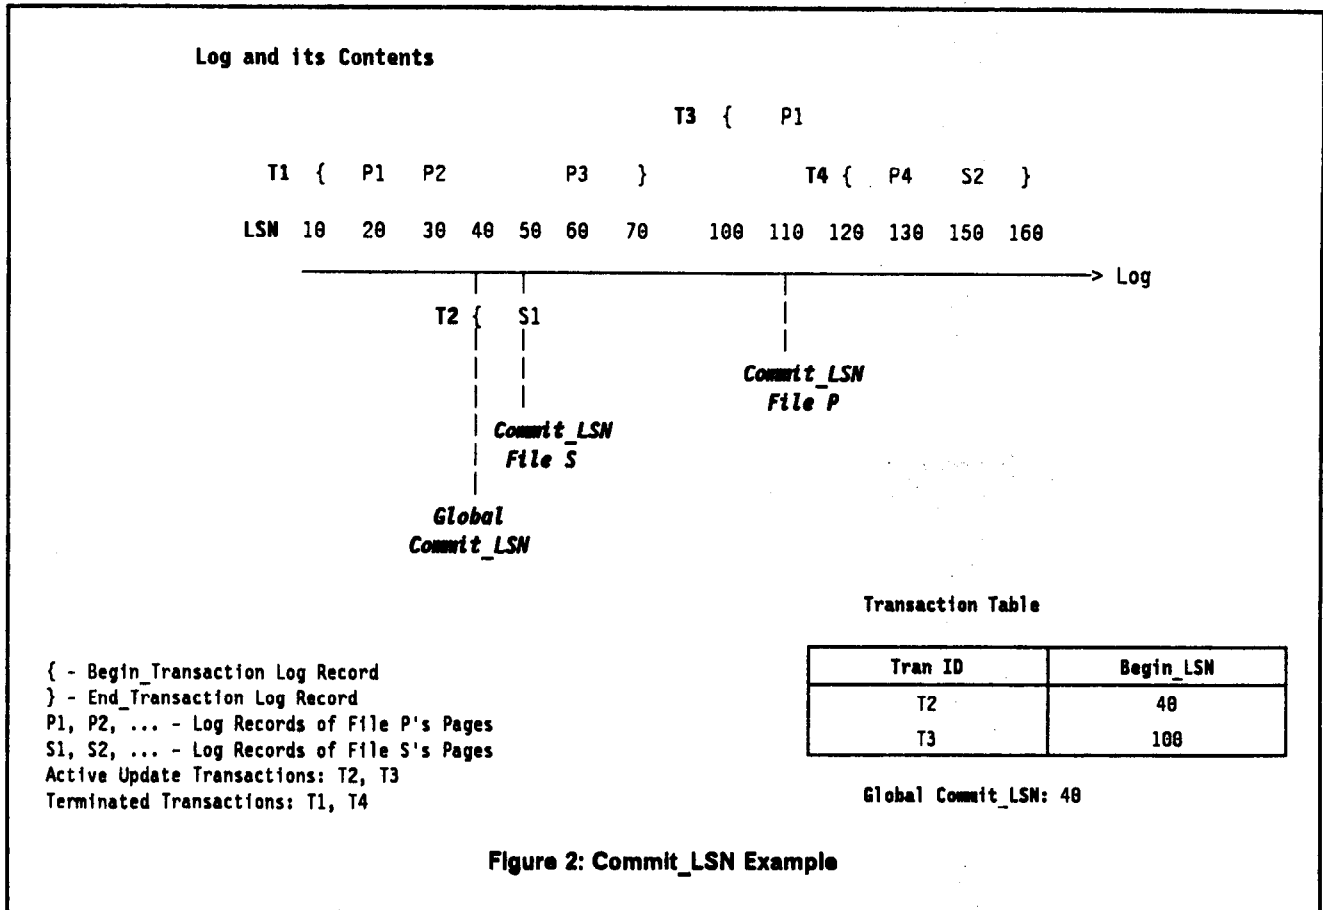 Log and its Contents
T3 { P1
T1 { P1 P2 P3 } T4 { P4 S2 }
LSN 10 20 30 40 50 60 70 100 110 120 130 150 160
> Log
T2 { S1
Commit_LSN
File P
Commit_LSN
File S
Global
Commit_LSN
Transaction Table
Tran ID Begin_LSN
T2 40
T3 100
Global Commit_LSN: 40
{ - Begin_Transaction Log Record
} - End_Transaction Log Record
P1, P2, ... - Log Records of File P's Pages
S1, S2, ... - Log Records of File S's Pages
Active Update Transactions: T2, T3
Terminated Transactions: T1, T4
Figure 2: Commit_LSN Example